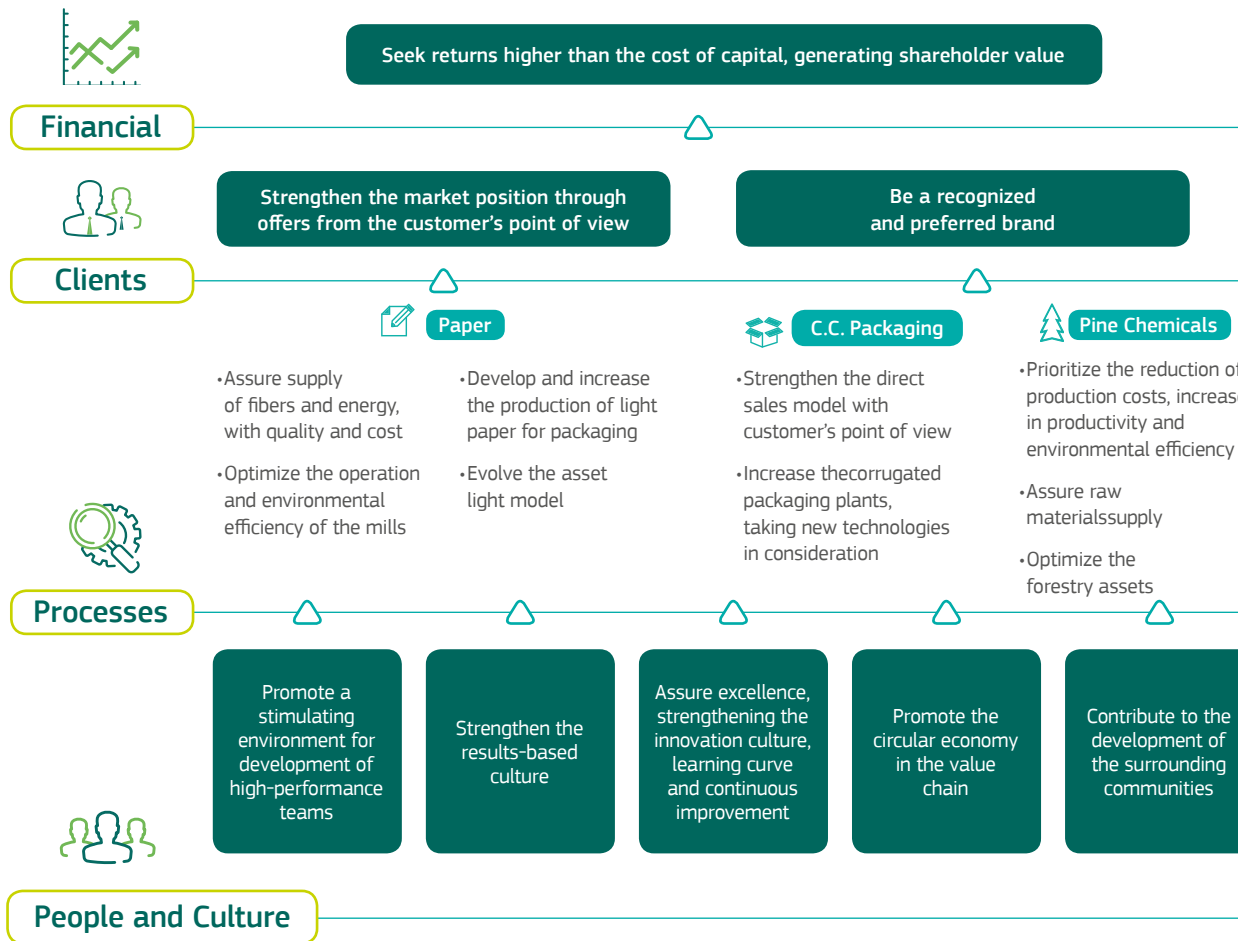 Seek returns higher than the cost of capital, generating shareholder value
Financial
Strengthen the market position through
offers from the customer's point of view
Be a recognized
and preferred brand
Clients
Paper
•Assure supply
of fibers and energy,
with quality and cost
•Optimize the operation
and environmental
efficiency of the mills
•Develop and increase
the production of light
paper for packaging
•Evolve the asset
light model
C.C. Packaging
•Strengthen the direct
sales model with
customer's point of view
•Increase thecorrugated
packaging plants,
taking new technologies
in consideration
Pine Chemicals
•Prioritize the reduction of
production costs, increase
in productivity and
environmental efficiency
•Assure raw
materialssupply
•Optimize the
forestry assets
Processes
Promote a
stimulating
environment for
development of
high-performance
teams
Strengthen the
results-based
culture
Assure excellence,
strengthening the
innovation culture,
learning curve
and continuous
improvement
Promote the
circular economy
in the value
chain
Contribute to the
development of
the surrounding
communities
People and Culture